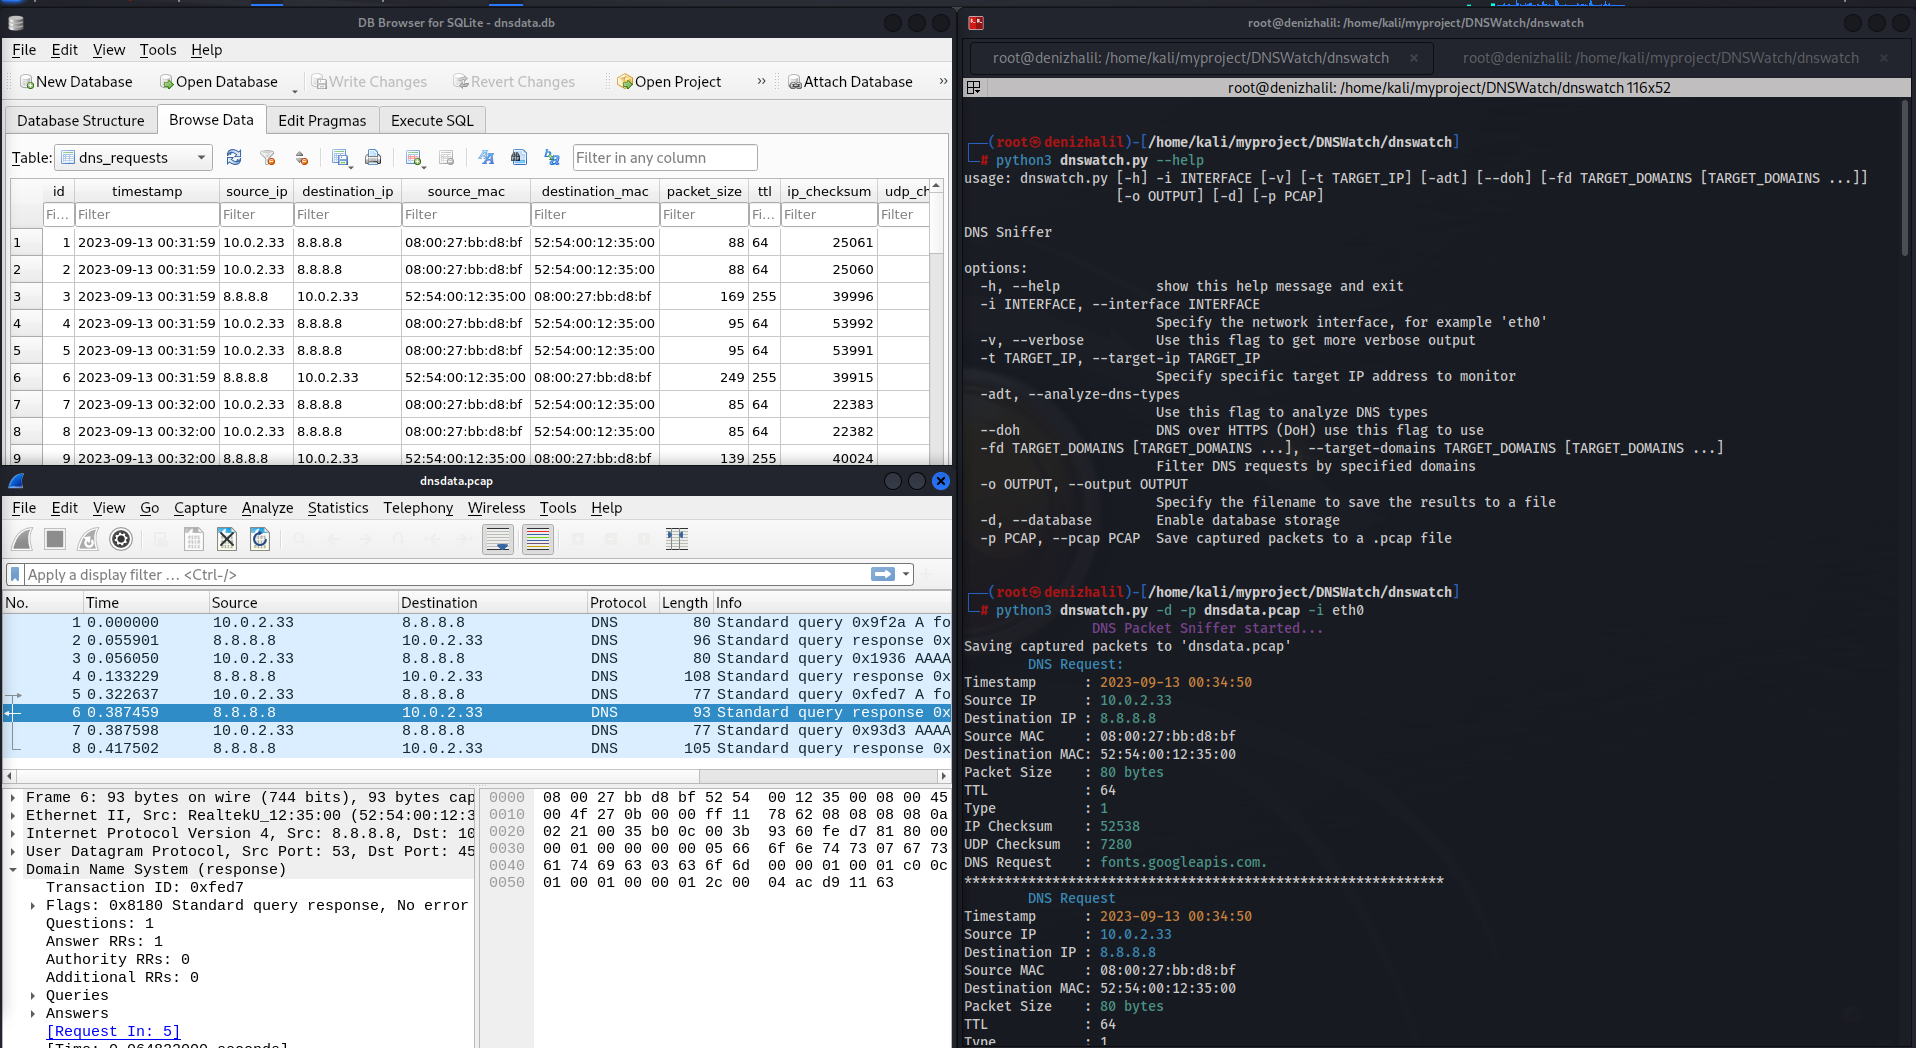 DB Browser for SQLite - dnsdata.db
File Edit View Tools Help
New Database Open Database Write Changes Revert Changes Open Project » Attach Database »
Database Structure Browse Data Edit Pragmas Execute SQL
Table: dns_requests Filter in any column
id timestamp source_ip destination_ip source_mac destination_mac packet_size ttl ip_checksum udp_ch
Fi... Filter Filter Filter Filter Filter Filter Fi... Filter Filter
1 1 2023-09-13 00:31:59 10.0.2.33 8.8.8.8 08:00:27:bb:d8:bf 52:54:00:12:35:00 88 64 25061
2 2 2023-09-13 00:31:59 10.0.2.33 8.8.8.8 08:00:27:bb:d8:bf 52:54:00:12:35:00 88 64 25060
3 3 2023-09-13 00:31:59 8.8.8.8 10.0.2.33 52:54:00:12:35:00 08:00:27:bb:d8:bf 169 255 39996
4 4 2023-09-13 00:31:59 10.0.2.33 8.8.8.8 08:00:27:bb:d8:bf 52:54:00:12:35:00 95 64 53992
5 5 2023-09-13 00:31:59 10.0.2.33 8.8.8.8 08:00:27:bb:d8:bf 52:54:00:12:35:00 95 64 53991
6 6 2023-09-13 00:31:59 8.8.8.8 10.0.2.33 52:54:00:12:35:00 08:00:27:bb:d8:bf 249 255 39915
7 7 2023-09-13 00:32:00 10.0.2.33 8.8.8.8 08:00:27:bb:d8:bf 52:54:00:12:35:00 85 64 22383
8 8 2023-09-13 00:32:00 10.0.2.33 8.8.8.8 08:00:27:bb:d8:bf 52:54:00:12:35:00 85 64 22382
9 9 2023-09-13 00:32:00 8.8.8.8 10.0.2.33 52:54:00:12:35:00 08:00:27:bb:d8:bf 139 255 40024
dnsdata.pcap
File Edit View Go Capture Analyze Statistics Telephony Wireless Tools Help
Apply a display filter ... <Ctrl-/>
No. Time Source Destination Protocol Length Info
1 0.000000 10.0.2.33 8.8.8.8 DNS 80 Standard query 0x9f2a A fo
2 0.055901 8.8.8.8 10.0.2.33 DNS 96 Standard query response 0x
3 0.056050 10.0.2.33 8.8.8.8 DNS 80 Standard query 0x1936 AAAA
4 0.133229 8.8.8.8 10.0.2.33 DNS 108 Standard query response 0x
5 0.322637 10.0.2.33 8.8.8.8 DNS 77 Standard query 0xfed7 A fo
6 0.387459 8.8.8.8 10.0.2.33 DNS 93 Standard query response 0x
7 0.387598 10.0.2.33 8.8.8.8 DNS 77 Standard query 0x93d3 AAAA
8 0.417502 8.8.8.8 10.0.2.33 DNS 105 Standard query response 0x
Frame 6: 93 bytes on wire (744 bits), 93 bytes cap
Ethernet II, Src: RealtekU_12:35:00 (52:54:00:12:3
Internet Protocol Version 4, Src: 8.8.8.8, Dst: 10
User Datagram Protocol, Src Port: 53, Dst Port: 45
Domain Name System (response)
Transaction ID: 0xfed7
Flags: 0x8180 Standard query response, No error
Questions: 1
Answer RRs: 1
Authority RRs: 0
Additional RRs: 0
Queries
Answers
[Request In: 5]
[Time: 0.064822000 seconds]
0000 08 00 27 bb d8 bf 52 54 00 12 35 00 08 00 45
0010 00 4f 27 0b 00 00 ff 11 78 62 08 08 08 08 0a
0020 02 21 00 35 b0 0c 00 3b 93 60 fe d7 81 80 00
0030 00 01 00 00 00 00 05 66 6f 6e 74 73 07 67 73
0040 61 74 69 63 03 63 6f 6d 00 00 01 00 01 c0 0c
0050 01 00 01 00 00 01 2c 00 04 ac d9 11 63
root@denizhalil: /home/kali/myproject/DNSWatch/dnswatch
root@denizhalil: /home/kali/myproject/DNSWatch/dnswatch × root@denizhalil: /home/kali/myproject/DNSWatch/dnswatch ×
root@denizhalil: /home/kali/myproject/DNSWatch/dnswatch 116x52
(root㉿denizhalil)-[/home/kali/myproject/DNSWatch/dnswatch]
# python3 dnswatch.py --help
usage: dnswatch.py [-h] -i INTERFACE [-v] [-t TARGET_IP] [-adt] [--doh] [-fd TARGET_DOMAINS [TARGET_DOMAINS ...]]
[-o OUTPUT] [-d] [-p PCAP]
DNS Sniffer
options:
-h, --help show this help message and exit
-i INTERFACE, --interface INTERFACE
Specify the network interface, for example 'eth0'
-v, --verbose Use this flag to get more verbose output
-t TARGET_IP, --target-ip TARGET_IP
Specify specific target IP address to monitor
-adt, --analyze-dns-types
Use this flag to analyze DNS types
--doh DNS over HTTPS (DoH) use this flag to use
-fd TARGET_DOMAINS [TARGET_DOMAINS ...], --target-domains TARGET_DOMAINS [TARGET_DOMAINS ...]
Filter DNS requests by specified domains
-o OUTPUT, --output OUTPUT
Specify the filename to save the results to a file
-d, --database Enable database storage
-p PCAP, --pcap PCAP Save captured packets to a .pcap file
(root㉿denizhalil)-[/home/kali/myproject/DNSWatch/dnswatch]
# python3 dnswatch.py -d -p dnsdata.pcap -i eth0
DNS Packet Sniffer started...
Saving captured packets to 'dnsdata.pcap'
DNS Request:
Timestamp : 2023-09-13 00:34:50
Source IP : 10.0.2.33
Destination IP : 8.8.8.8
Source MAC : 08:00:27:bb:d8:bf
Destination MAC: 52:54:00:12:35:00
Packet Size : 80 bytes
TTL : 64
Type : 1
IP Checksum : 52538
UDP Checksum : 7280
DNS Request : fonts.googleapis.com.
************************************************************
DNS Request
Timestamp : 2023-09-13 00:34:50
Source IP : 10.0.2.33
Destination IP : 8.8.8.8
Source MAC : 08:00:27:bb:d8:bf
Destination MAC: 52:54:00:12:35:00
Packet Size : 80 bytes
TTL : 64
Type : 1